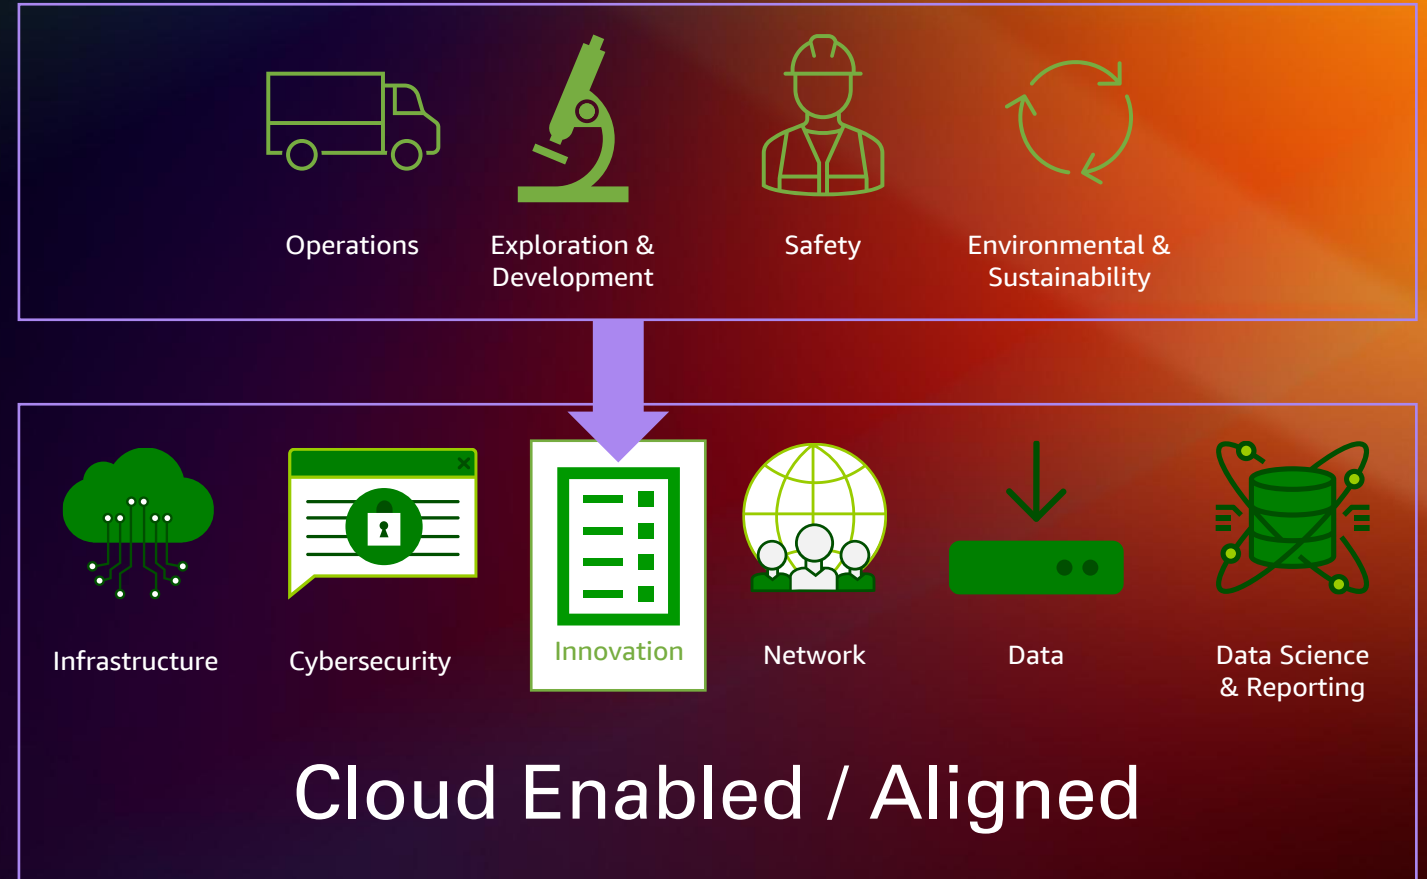 Operations
Exploration &
Development
Safety
Environmental &
Sustainability
Infrastructure
Cybersecurity
Innovation
Network
Data
Data Science
& Reporting
Cloud Enabled / Aligned